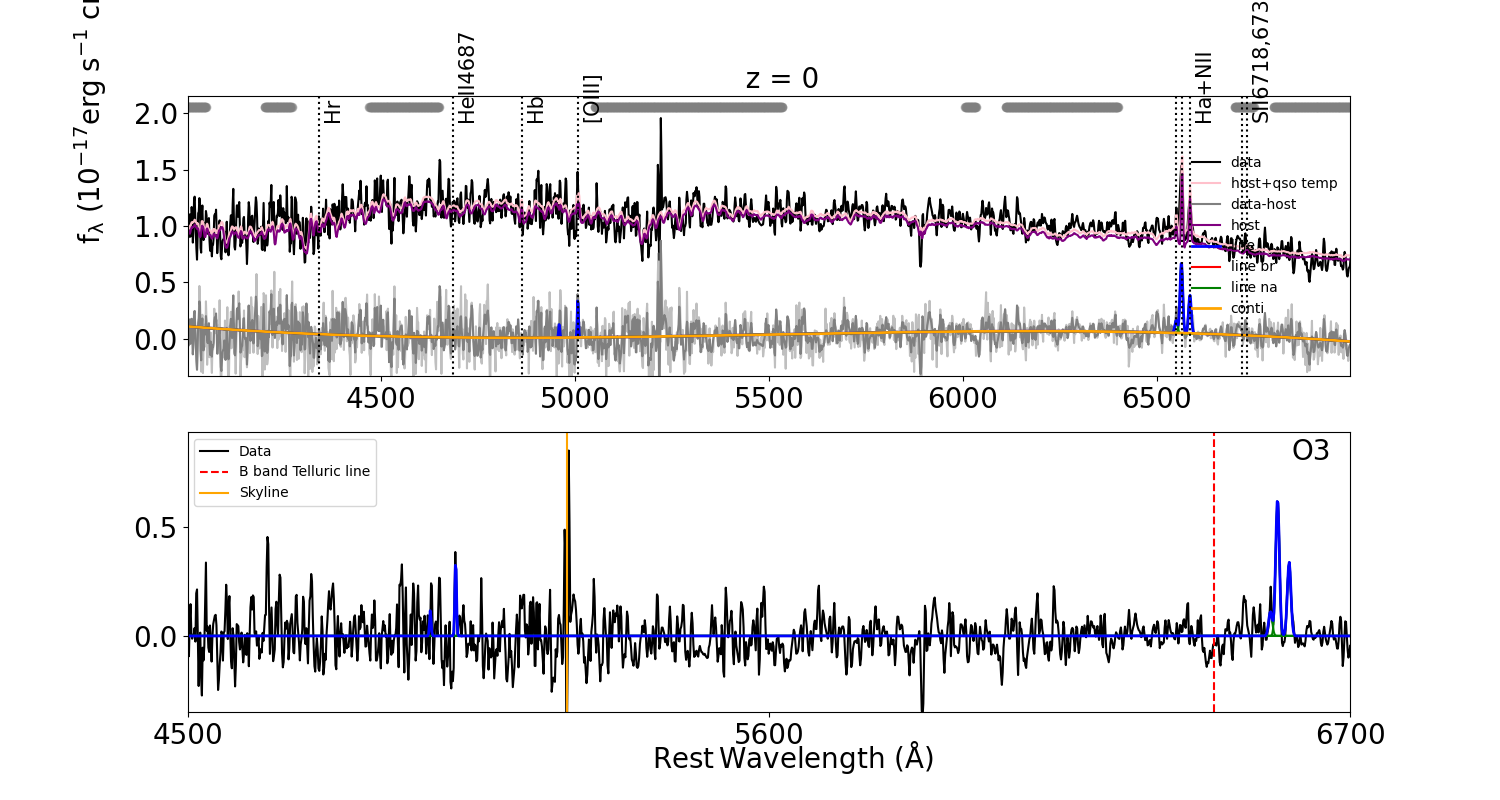 z = 0
f_λ (10⁻¹⁷erg s⁻¹ c
Hr
HeII4687
Hb
[OIII]
Ha+NII
SII6718,673
2.0
1.5
1.0
0.5
0.0
data
host+qso temp
data-host
host
line br
line na
conti
4500
5000
5500
6000
6500
O3
Data
B band Telluric line
Skyline
0.5
0.0
4500
5600
6700
Rest Wavelength (Å)